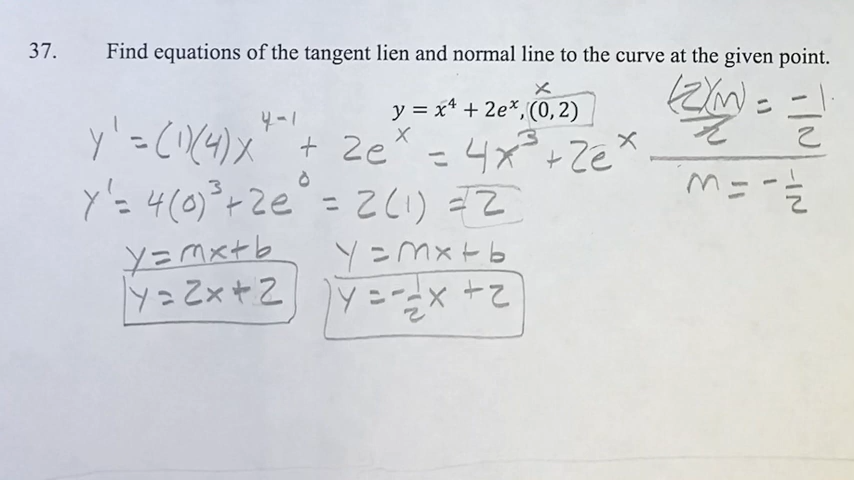 37. Find equations of the tangent lien and normal line to the curve at the given point.
x
y = x⁴ + 2eˣ, (0,2)
(2)(m)/2 = -1/2
m = -1/2
y' = (1)(4)x⁴⁻¹ + 2eˣ = 4x³ + 2eˣ
y' = 4(0)³ + 2e⁰ = 2(1) = 2
y = mx + b y = mx + b
y = 2x + 2 y = -1/2 x + 2